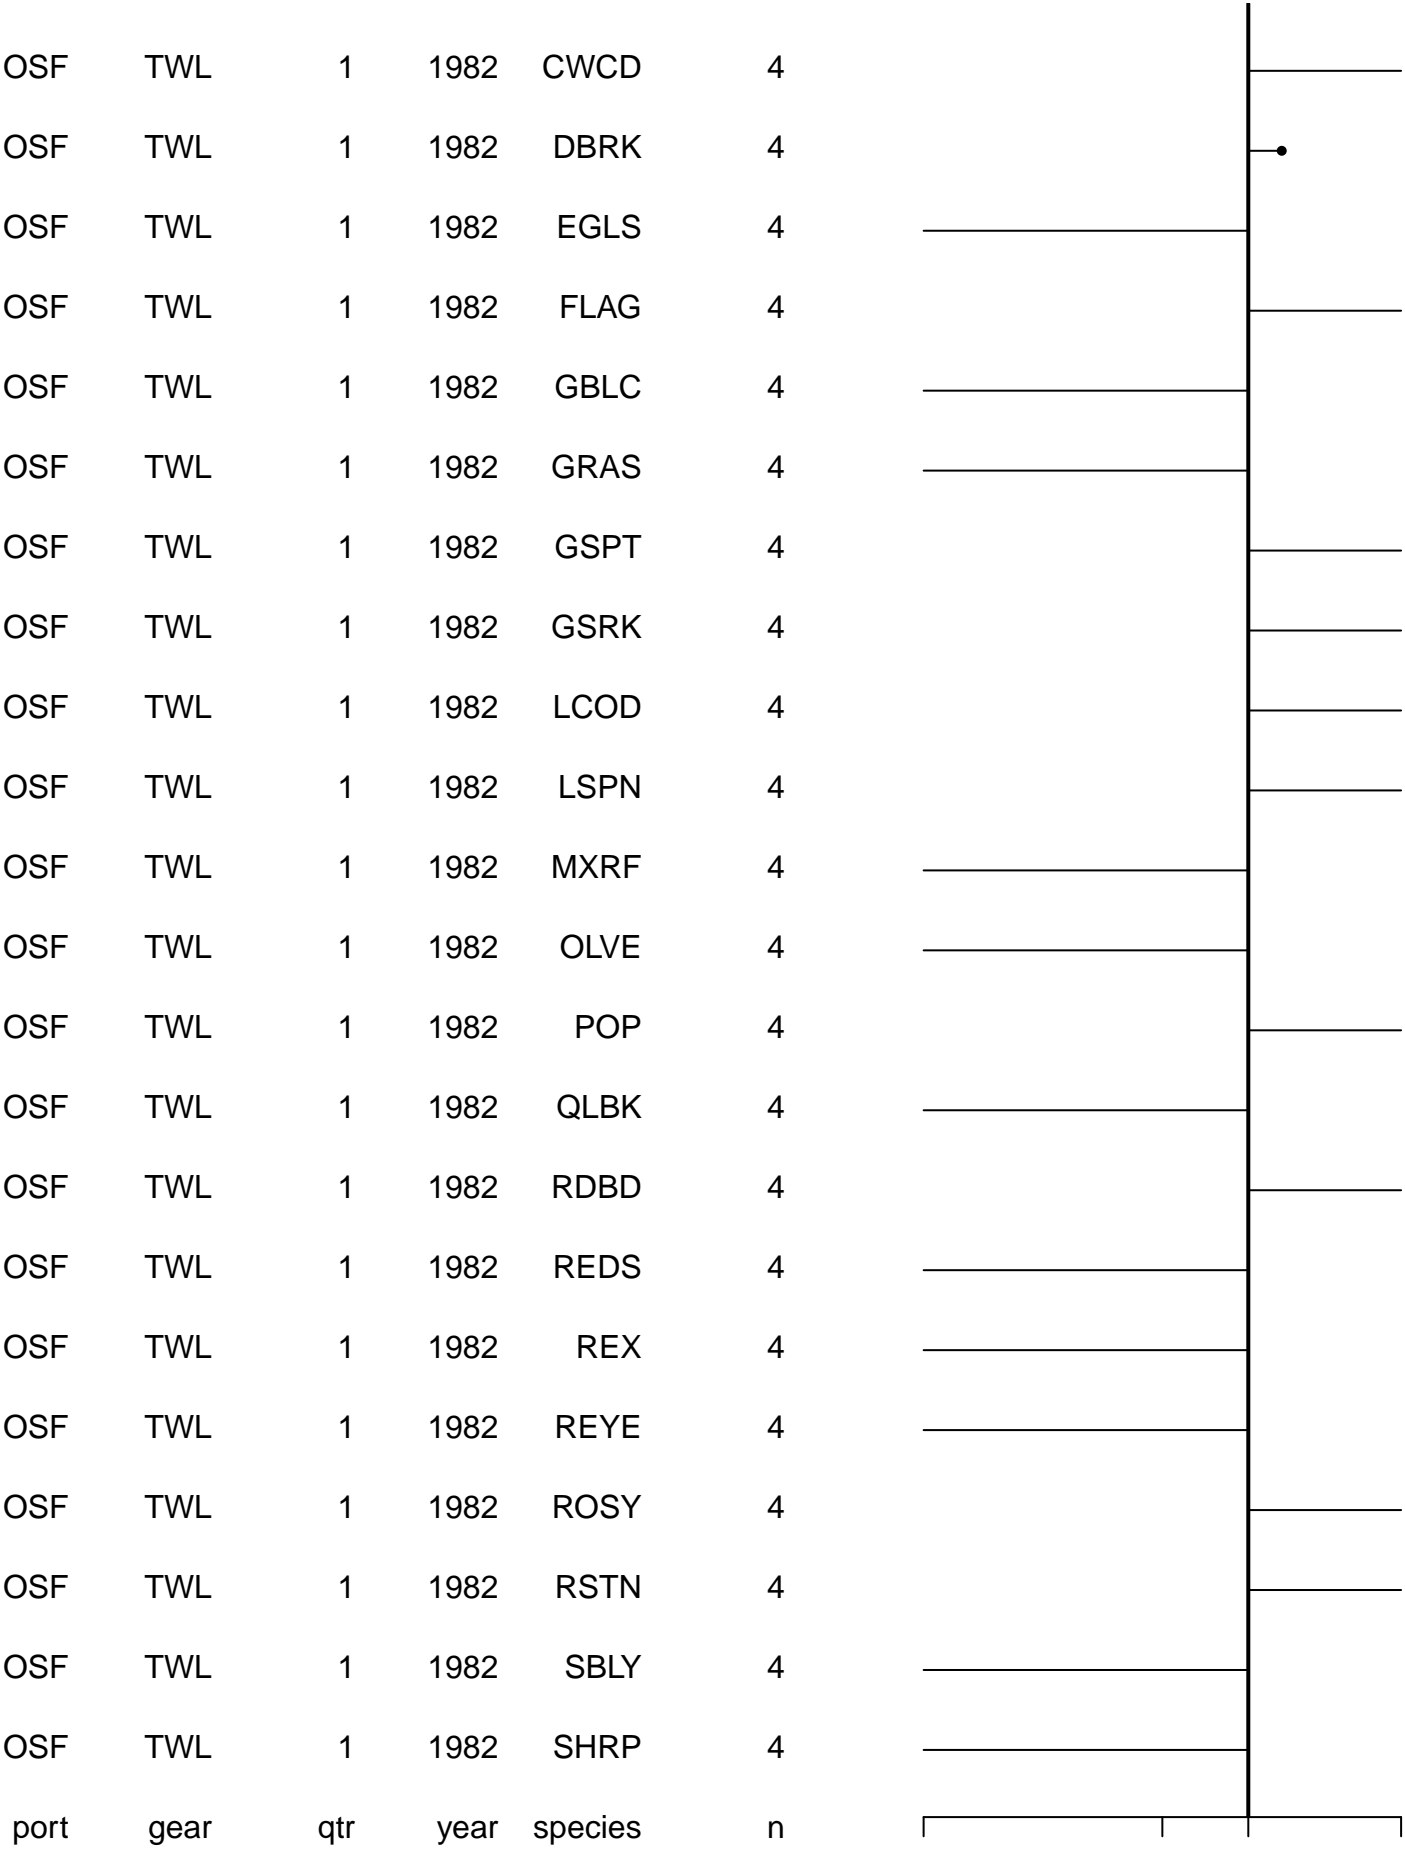 OSF TWL 1 1982 CWCD 4
OSF TWL 1 1982 DBRK 4
OSF TWL 1 1982 EGLS 4
OSF TWL 1 1982 FLAG 4
OSF TWL 1 1982 GBLC 4
OSF TWL 1 1982 GRAS 4
OSF TWL 1 1982 GSPT 4
OSF TWL 1 1982 GSRK 4
OSF TWL 1 1982 LCOD 4
OSF TWL 1 1982 LSPN 4
OSF TWL 1 1982 MXRF 4
OSF TWL 1 1982 OLVE 4
OSF TWL 1 1982 POP 4
OSF TWL 1 1982 QLBK 4
OSF TWL 1 1982 RDBD 4
OSF TWL 1 1982 REDS 4
OSF TWL 1 1982 REX 4
OSF TWL 1 1982 REYE 4
OSF TWL 1 1982 ROSY 4
OSF TWL 1 1982 RSTN 4
OSF TWL 1 1982 SBLY 4
OSF TWL 1 1982 SHRP 4
port gear qtr year species n